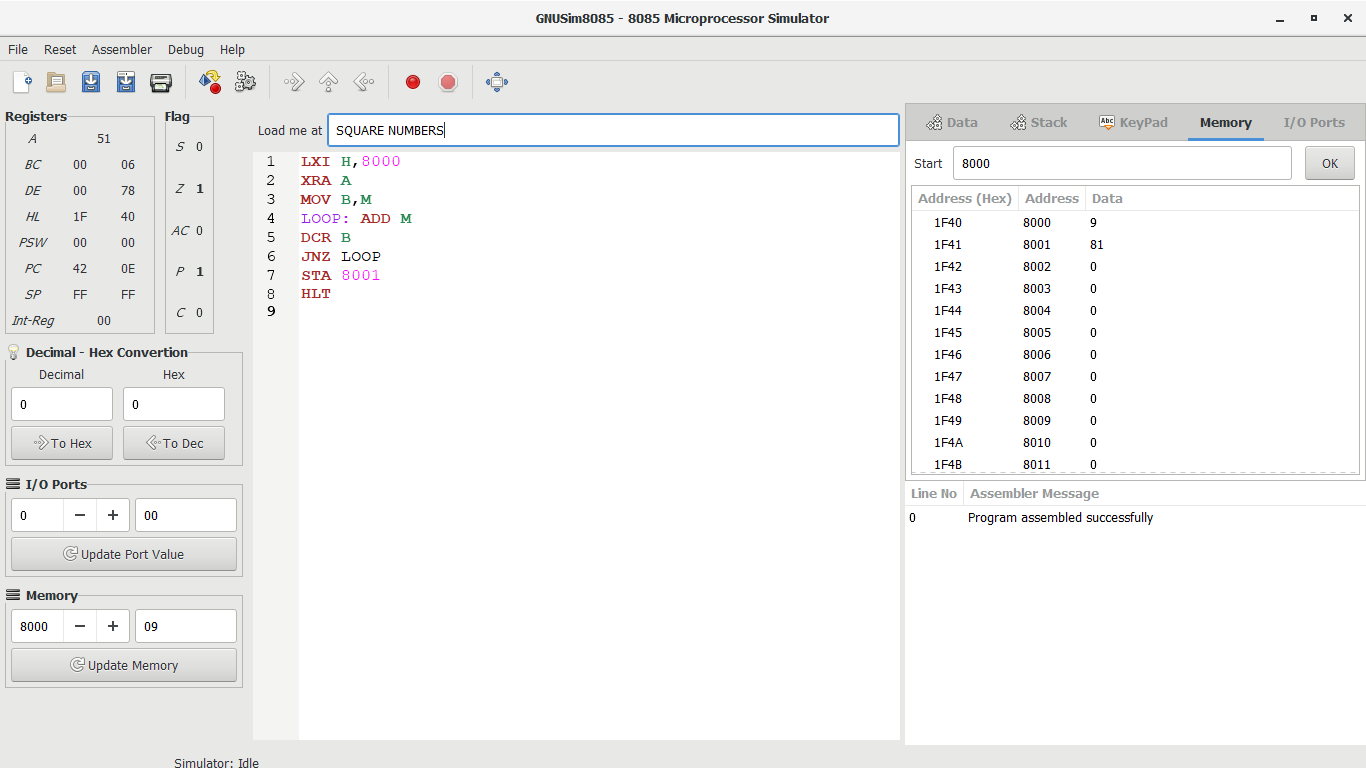 GNUSim8085 - 8085 Microprocessor Simulator
File Reset Assembler Debug Help
Registers
A 51
BC 00 06
DE 00 78
HL 1F 40
PSW 00 00
PC 42 0E
SP FF FF
Int-Reg 00
Flag
S 0
Z 1
AC 0
P 1
C 0
Decimal - Hex Convertion
Decimal Hex
0 0
To Hex To Dec
I/O Ports
0 − + 00
Update Port Value
Memory
8000 − + 09
Update Memory
Load me at SQUARE NUMBERS
1 LXI H,8000
2 XRA A
3 MOV B,M
4 LOOP: ADD M
5 DCR B
6 JNZ LOOP
7 STA 8001
8 HLT
9
Data Stack Abc KeyPad Memory I/O Ports
Start 8000 OK
Address (Hex) Address Data
1F40 8000 9
1F41 8001 81
1F42 8002 0
1F43 8003 0
1F44 8004 0
1F45 8005 0
1F46 8006 0
1F47 8007 0
1F48 8008 0
1F49 8009 0
1F4A 8010 0
1F4B 8011 0
Line No Assembler Message
0 Program assembled successfully
Simulator: Idle